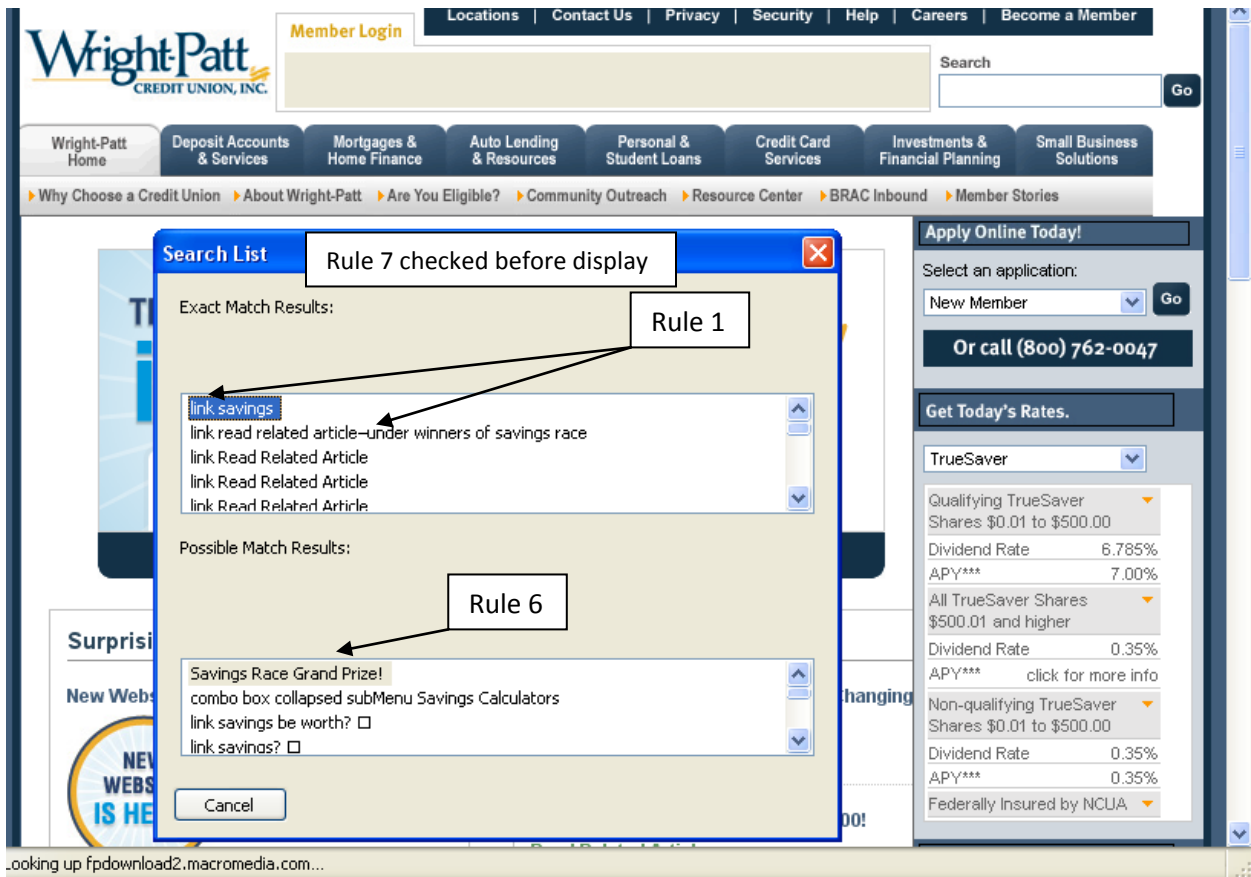 Locations | Contact Us | Privacy | Security | Help | Careers | Become a Member
Member Login
Wright-Patt
CREDIT UNION, INC.
Search
Go
Wright-Patt Home
Deposit Accounts & Services
Mortgages & Home Finance
Auto Lending & Resources
Personal & Student Loans
Credit Card Services
Investments & Financial Planning
Small Business Solutions
Why Choose a Credit Union About Wright-Patt Are You Eligible? Community Outreach Resource Center BRAC Inbound Member Stories
Search List
Rule 7 checked before display
Exact Match Results:
Rule 1
link savings
link read related article–under winners of savings race
link Read Related Article
link Read Related Article
link Read Related Article
Possible Match Results:
Rule 6
Savings Race Grand Prize!
combo box collapsed subMenu Savings Calculators
link savings be worth? □
link savings? □
Cancel
Apply Online Today!
Select an application:
New Member
Go
Or call (800) 762-0047
Get Today's Rates.
TrueSaver
Qualifying TrueSaver
Shares $0.01 to $500.00
Dividend Rate 6.785%
APY*** 7.00%
All TrueSaver Shares
$500.01 and higher
Dividend Rate 0.35%
APY*** click for more info
Non-qualifying TrueSaver
Shares $0.01 to $500.00
Dividend Rate 0.35%
APY*** 0.35%
Federally Insured by NCUA
Surprisi
New Webs
hanging
NEW
WEBS
IS HE
00!
Looking up fpdownload2.macromedia.com...